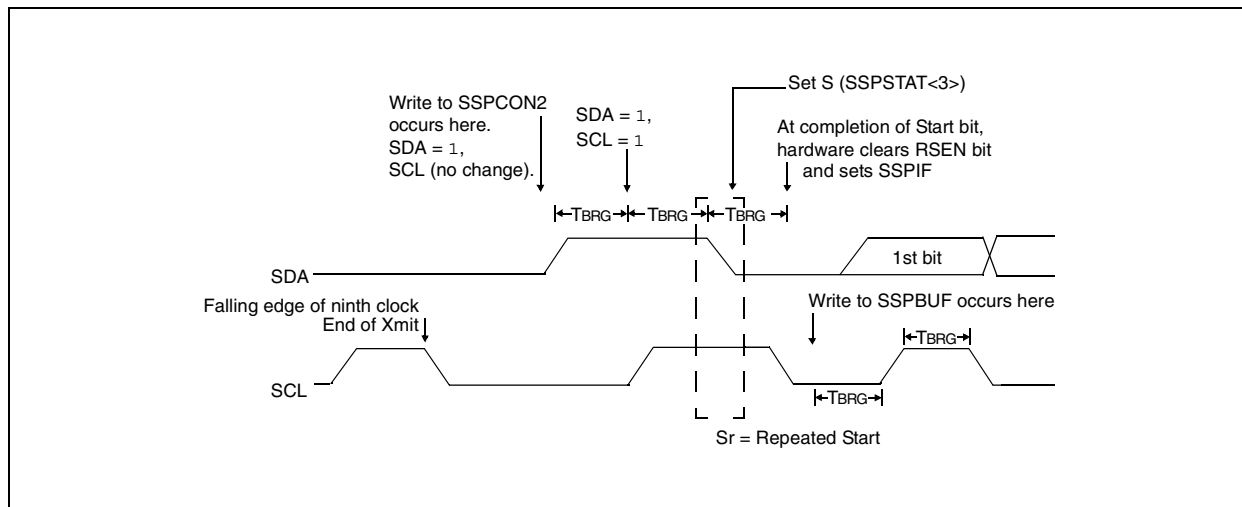 Set S (SSPSTAT<3>)
Write to SSPCON2
occurs here.
SDA = 1,
SCL (no change).
SDA = 1,
SCL = 1
At completion of Start bit,
hardware clears RSEN bit
and sets SSPIF
TBRG
TBRG
TBRG
SDA
1st bit
Falling edge of ninth clock
End of Xmit
Write to SSPBUF occurs here
TBRG
SCL
TBRG
Sr = Repeated Start